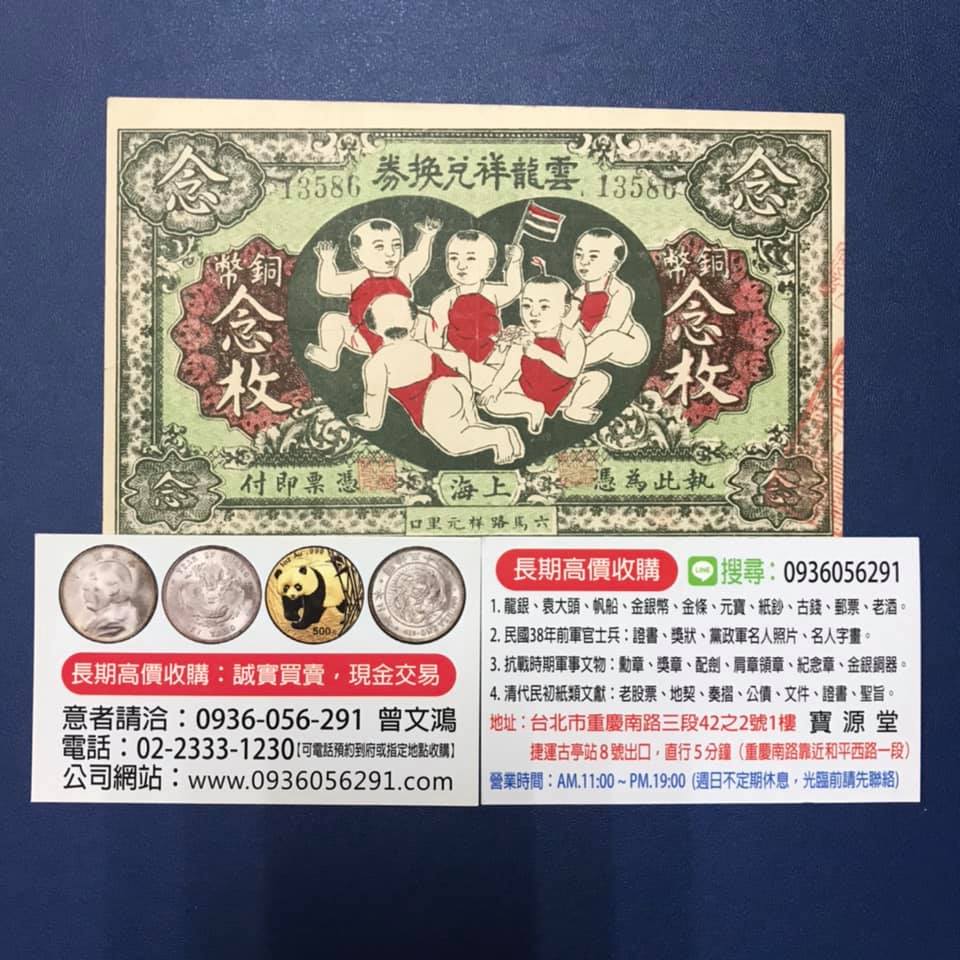 雲龍祥兌換券
13586
13586
念
念
銅幣
念枚
銅幣
念枚
執此為憑
憑票即付
上海
六馬路祥元里口
念
念
500
長期高價收購：誠實買賣，現金交易
意者請洽：0936-056-291 曾文鴻
電話：02-2333-1230【可電話預約到府或指定地點收購】
公司網站：www.0936056291.com
長期高價收購 LINE 搜尋：0936056291
1. 龍銀、袁大頭、帆船、金銀幣、金條、元寶、紙鈔、古錢、郵票、老酒。
2. 民國38年前軍官士兵：證書、獎狀、黨政軍名人照片、名人字畫。
3. 抗戰時期軍事文物：勳章、獎章、配劍、肩章領章、紀念章、金銀銅器。
4. 清代民初紙類文獻：老股票、地契、奏摺、公債、文件、證書、聖旨。
地址：台北市重慶南路三段42之2號1樓 寶源堂
捷運古亭站8號出口，直行5分鐘（重慶南路靠近和平西路一段）
營業時間：AM.11:00 ~ PM.19:00 (週日不定期休息，光臨前請先聯絡)